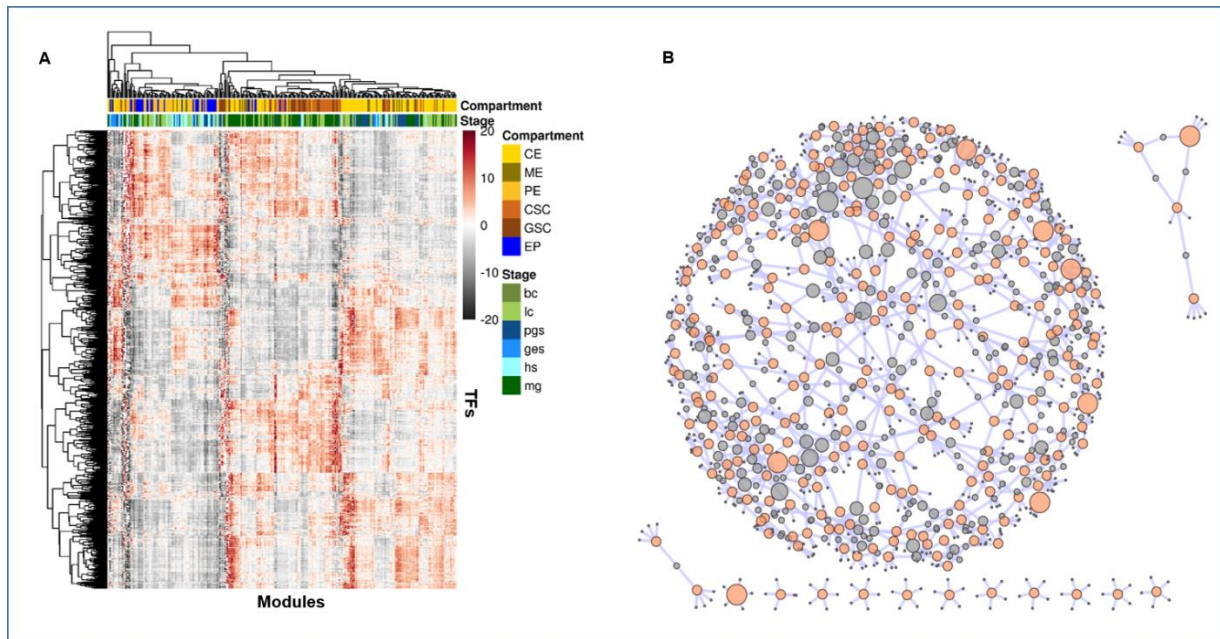 A
B
Compartment
Stage
20
10
0
-10
-20
Compartment
CE
ME
PE
CSC
GSC
EP
Stage
bc
lc
pgs
ges
hs
mg
TFs
Modules